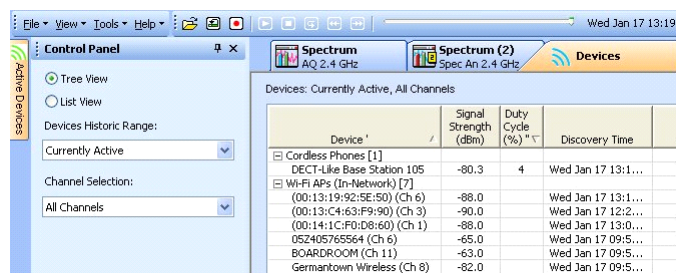 File View Tools Help Wed Jan 17 13:19
Active Devices
Control Panel
Spectrum
AQ 2.4 GHz
Spectrum (2)
Spec An 2.4 GHz
Devices
Tree View
List View
Devices Historic Range:
Currently Active
Channel Selection:
All Channels
Devices: Currently Active, All Channels
Device ' Signal Strength (dBm) Duty Cycle (%) " Discovery Time
Cordless Phones [1]
DECT-Like Base Station 105 -80.3 4 Wed Jan 17 13:1...
Wi-Fi APs (In-Network) [7]
(00:13:19:92:5E:50) (Ch 6) -88.0 Wed Jan 17 13:1...
(00:13:C4:63:F9:90) (Ch 3) -90.0 Wed Jan 17 12:2...
(00:14:1C:F0:D8:60) (Ch 1) -88.0 Wed Jan 17 13:0...
05Z405765564 (Ch 6) -65.0 Wed Jan 17 09:5...
BOARDROOM (Ch 11) -63.0 Wed Jan 17 09:5...
Germantown Wireless (Ch 8) -82.0 Wed Jan 17 09:5...